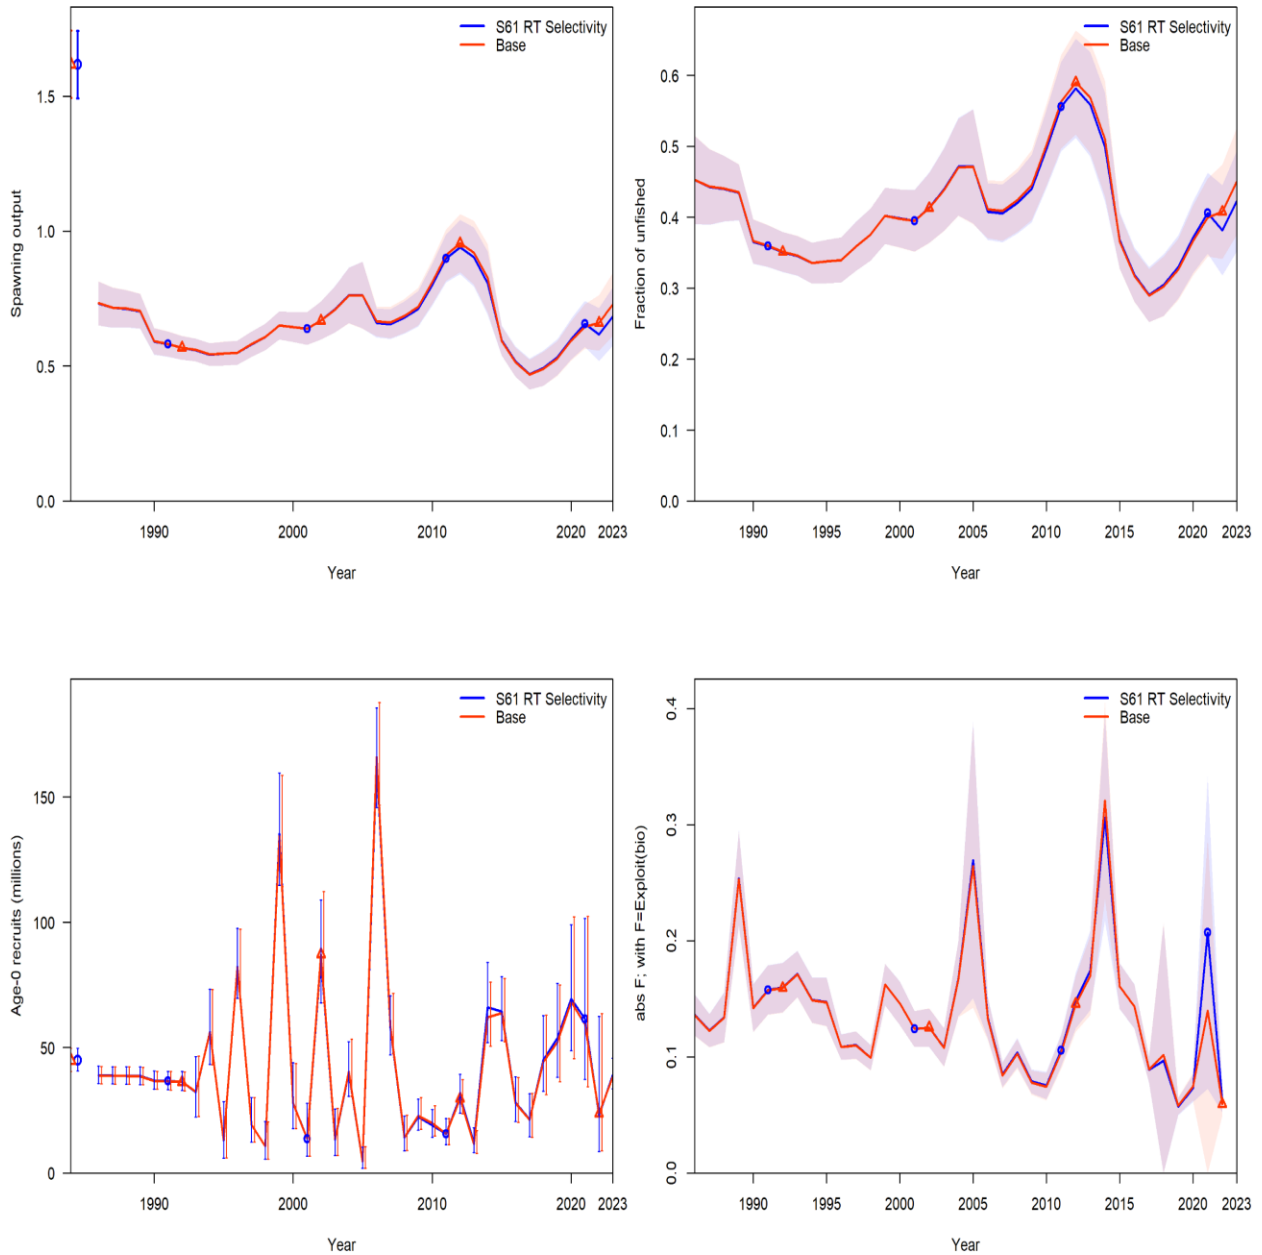 S61 RT Selectivity
Base
Spawning output
0.0
0.5
1.0
1.5
1990
2000
2010
2020
2023
Year
S61 RT Selectivity
Base
Fraction of unfished
0.0
0.1
0.2
0.3
0.4
0.5
0.6
1990
1995
2000
2005
2010
2015
2020
2023
Year
S61 RT Selectivity
Base
Age-0 recruits (millions)
0
50
100
150
1990
2000
2010
2020
2023
Year
S61 RT Selectivity
Base
abs F; with F=Exploit(bio)
0.0
0.1
0.2
0.3
0.4
1990
1995
2000
2005
2010
2015
2020
2023
Year